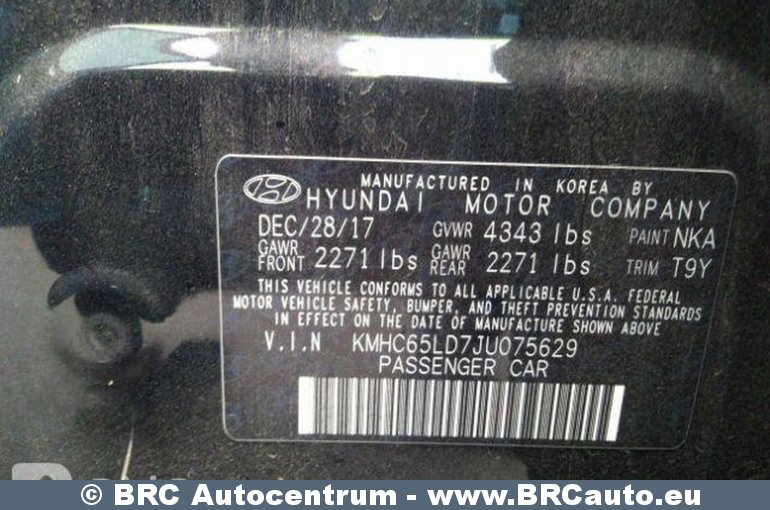 MANUFACTURED IN KOREA BY
HYUNDAI MOTOR COMPANY
DEC/28/17 GVWR 4343 lbs PAINT NKA
GAWR FRONT 2271 lbs GAWR REAR 2271 lbs TRIM T9Y
THIS VEHICLE CONFORMS TO ALL APPLICABLE U.S.A. FEDERAL
MOTOR VEHICLE SAFETY, BUMPER, AND THEFT PREVENTION STANDARDS
IN EFFECT ON THE DATE OF MANUFACTURE SHOWN ABOVE
V.I.N KMHC65LD7JU075629
PASSENGER CAR
© BRC Autocentrum - www.BRCauto.eu